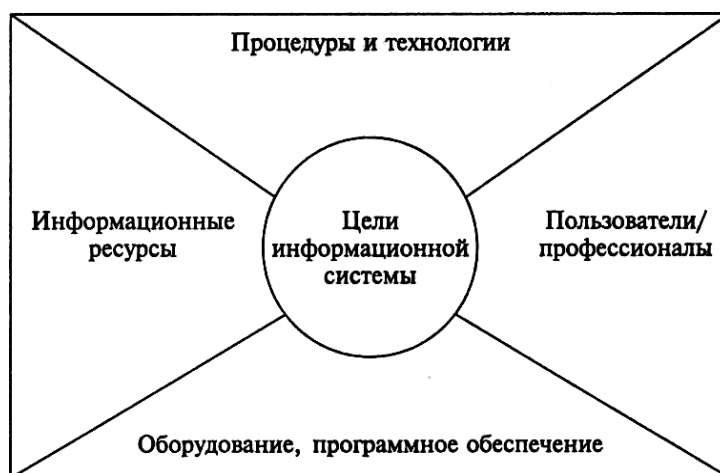 Процедуры и технологии
Информационные
ресурсы
Цели
информационной
системы
Пользователи/
профессионалы
Оборудование, программное обеспечение